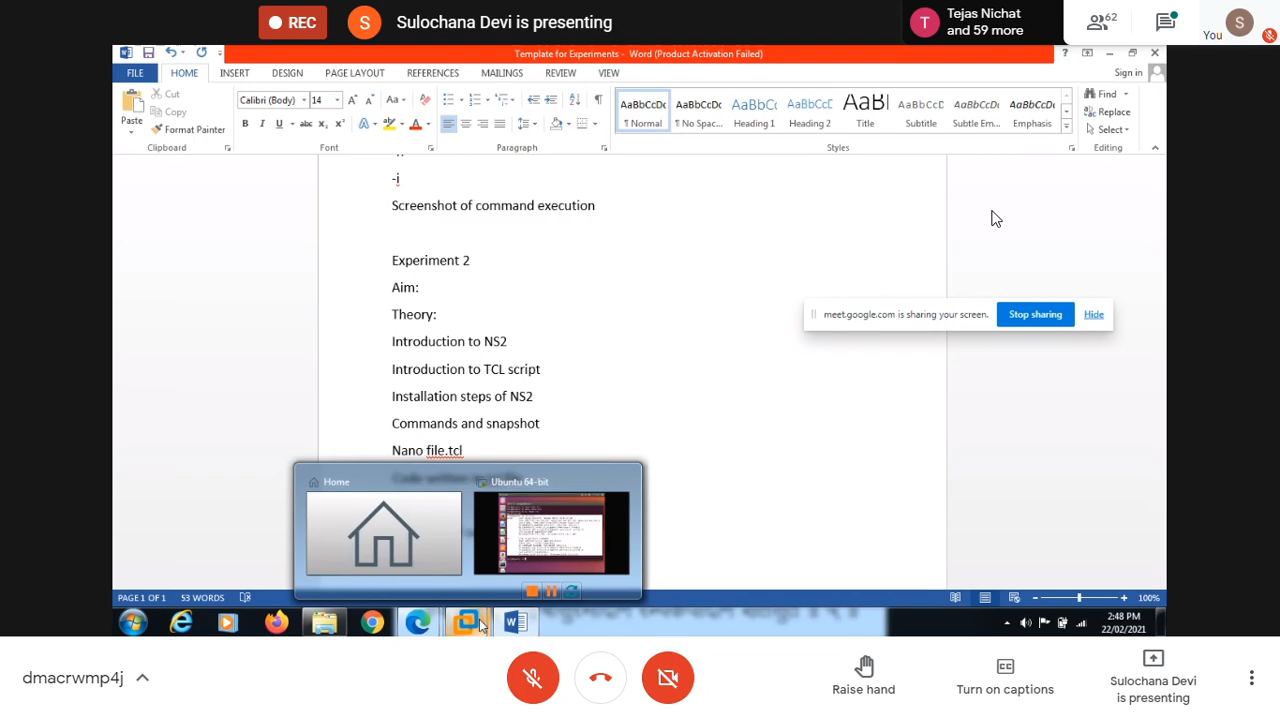 REC
S
Sulochana Devi is presenting
T
Tejas Nichat
and 59 more
62
You
S
Template for Experiments - Word (Product Activation Failed)
FILE HOME INSERT DESIGN PAGE LAYOUT REFERENCES MAILINGS REVIEW VIEW
Sign in
Paste
Cut
Copy
Format Painter
Clipboard
Calibri (Body) 14
Font
Paragraph
AaBbCcDc
¶ Normal
AaBbCcDc
¶ No Spac...
AaBbCc
Heading 1
AaBbCc
Heading 2
AaBl
Title
AaBbCcC
Subtitle
AaBbCcDc
Subtle Em...
AaBbCcDc
Emphasis
Styles
Find
Replace
Select
Editing
-i
Screenshot of command execution
Experiment 2
Aim:
Theory:
Introduction to NS2
Introduction to TCL script
Installation steps of NS2
Commands and snapshot
Nano file.tcl
meet.google.com is sharing your screen.
Stop sharing
Hide
Home
Ubuntu 64-bit
PAGE 1 OF 1 53 WORDS
100%
2:48 PM
22/02/2021
dmacrwmp4j
Raise hand
Turn on captions
Sulochana Devi
is presenting